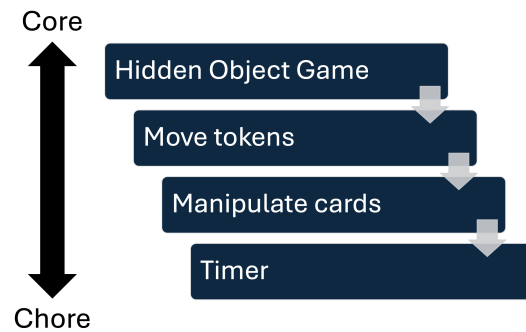 Core
Hidden Object Game
Move tokens
Manipulate cards
Timer
Chore